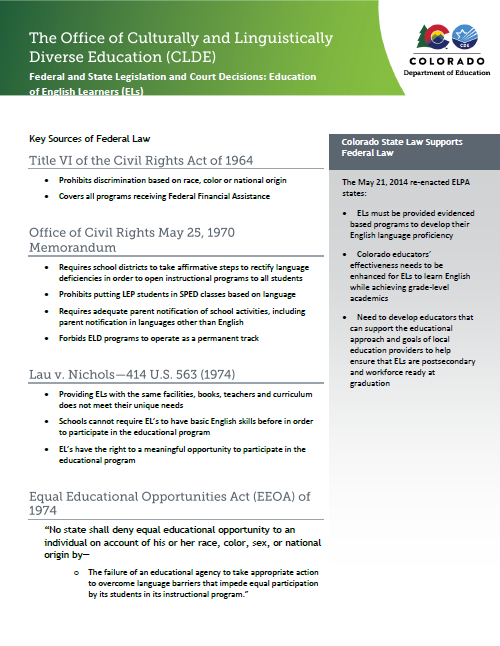 The Office of Culturally and Linguistically
Diverse Education (CLDE)
Federal and State Legislation and Court Decisions: Education
of English Learners (ELs)
CDE
COLORADO
Department of Education
Key Sources of Federal Law
Title VI of the Civil Rights Act of 1964
• Prohibits discrimination based on race, color or national origin
• Covers all programs receiving Federal Financial Assistance
Office of Civil Rights May 25, 1970
Memorandum
• Requires school districts to take affirmative steps to rectify language
deficiencies in order to open instructional programs to all students
• Prohibits putting LEP students in SPED classes based on language
• Requires adequate parent notification of school activities, including
parent notification in languages other than English
• Forbids ELD programs to operate as a permanent track
Lau v. Nichols—414 U.S. 563 (1974)
• Providing ELs with the same facilities, books, teachers and curriculum
does not meet their unique needs
• Schools cannot require EL's to have basic English skills before in order
to participate in the educational program
• EL's have the right to a meaningful opportunity to participate in the
educational program
Equal Educational Opportunities Act (EEOA) of
1974
"No state shall deny equal educational opportunity to an
individual on account of his or her race, color, sex, or national
origin by—
o The failure of an educational agency to take appropriate action
to overcome language barriers that impede equal participation
by its students in its instructional program."
Colorado State Law Supports
Federal Law
The May 21, 2014 re-enacted ELPA
states:
• ELs must be provided evidenced
based programs to develop their
English language proficiency
• Colorado educators'
effectiveness needs to be
enhanced for ELs to learn English
while achieving grade-level
academics
• Need to develop educators that
can support the educational
approach and goals of local
education providers to help
ensure that ELs are postsecondary
and workforce ready at
graduation